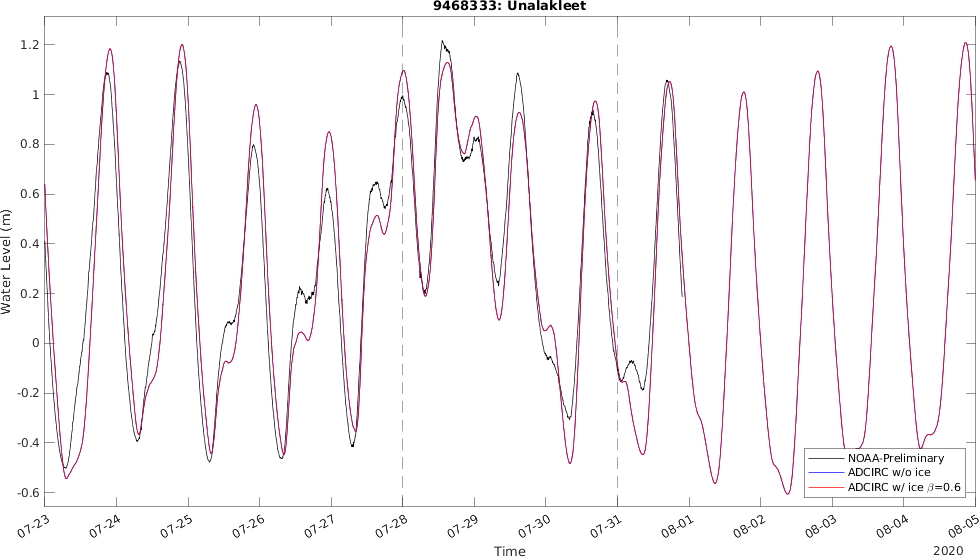 9468333: Unalakleet
Water Level (m)
1.2
1
0.8
0.6
0.4
0.2
0
-0.2
-0.4
-0.6
NOAA-Preliminary
ADCIRC w/o ice
ADCIRC w/ ice β=0.6
07-23 07-24 07-25 07-26 07-27 07-28 07-29 07-30 07-31 08-01 08-02 08-03 08-04 08-05
Time
2020